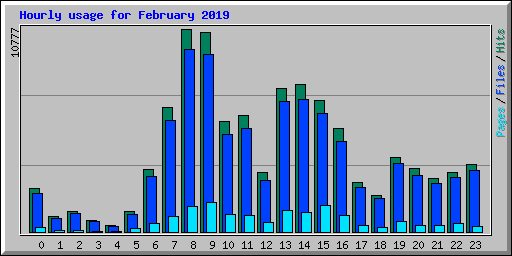 Hourly usage for February 2019
10777
Pages / Files / Hits
0 1 2 3 4 5 6 7 8 9 10 11 12 13 14 15 16 17 18 19 20 21 22 23